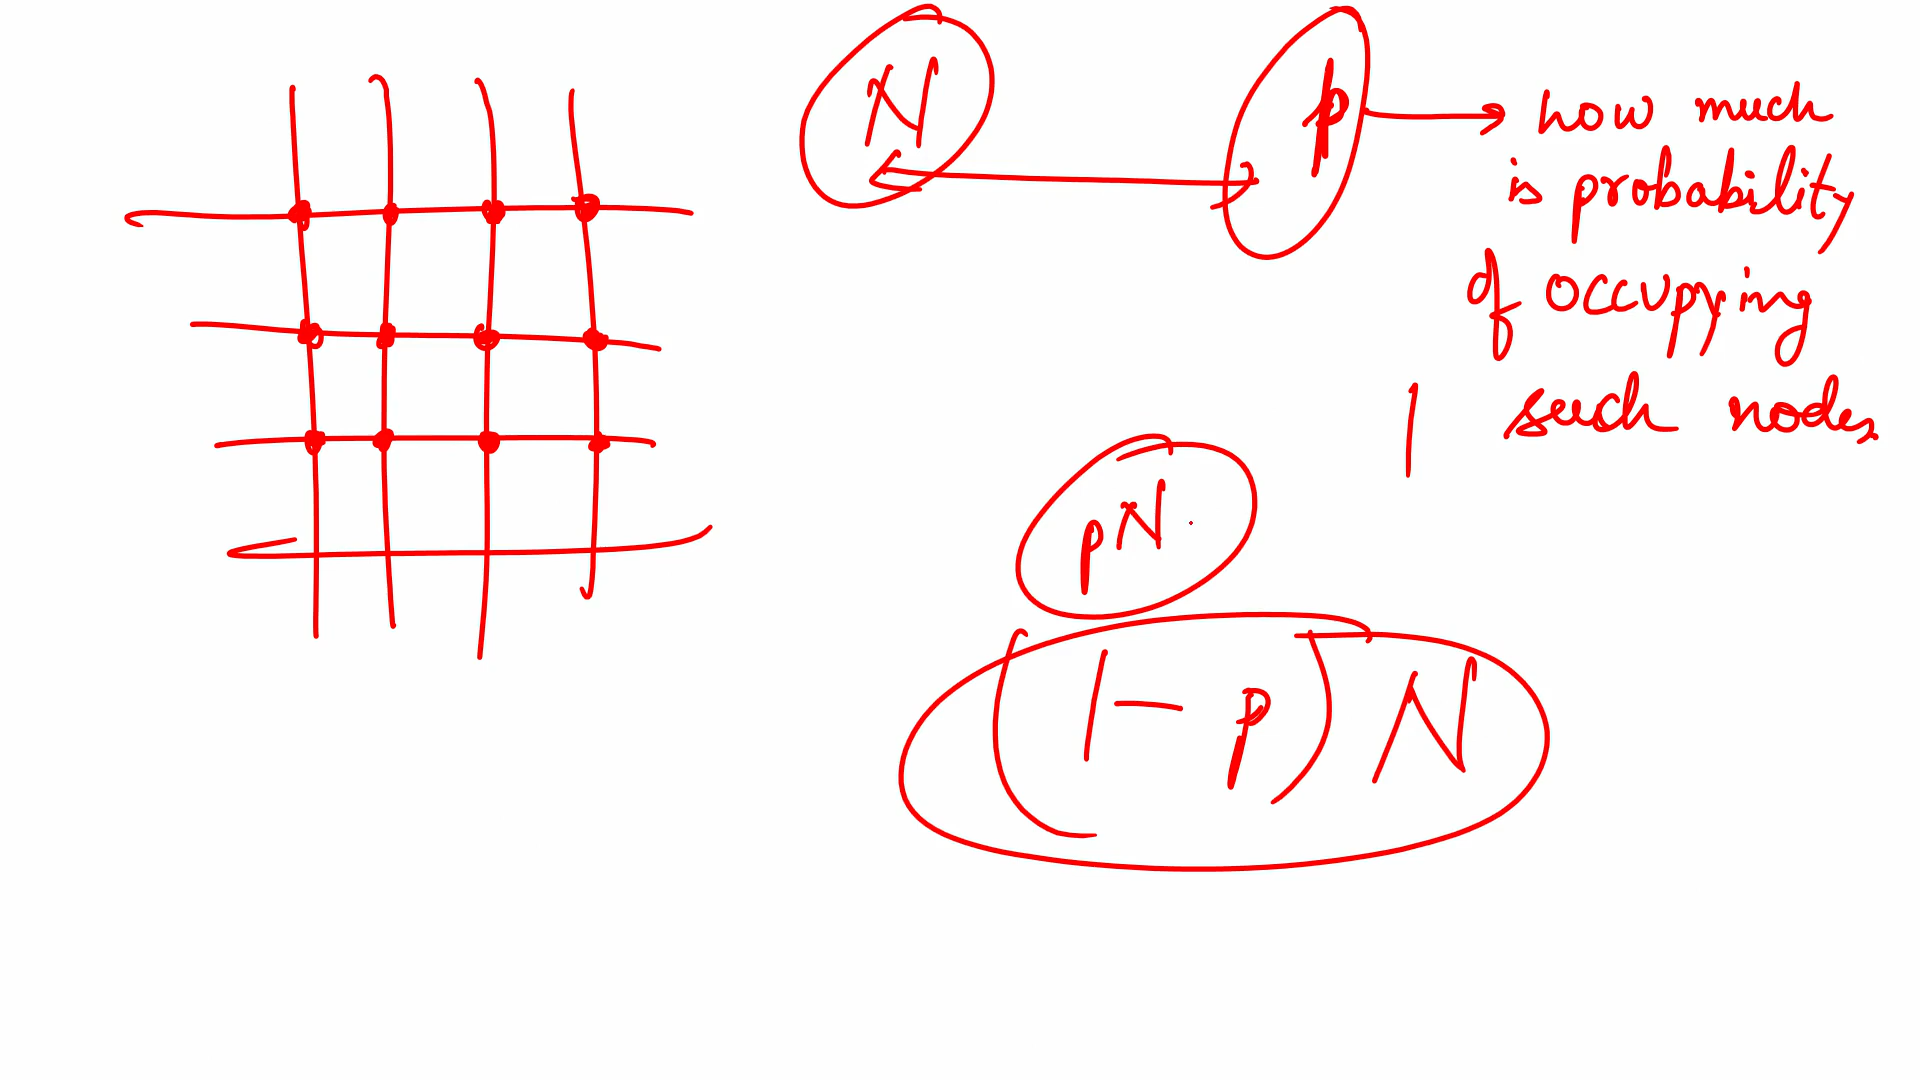 N p how much
is probability
of occupying
such nodes
1
pN
(1-p)N